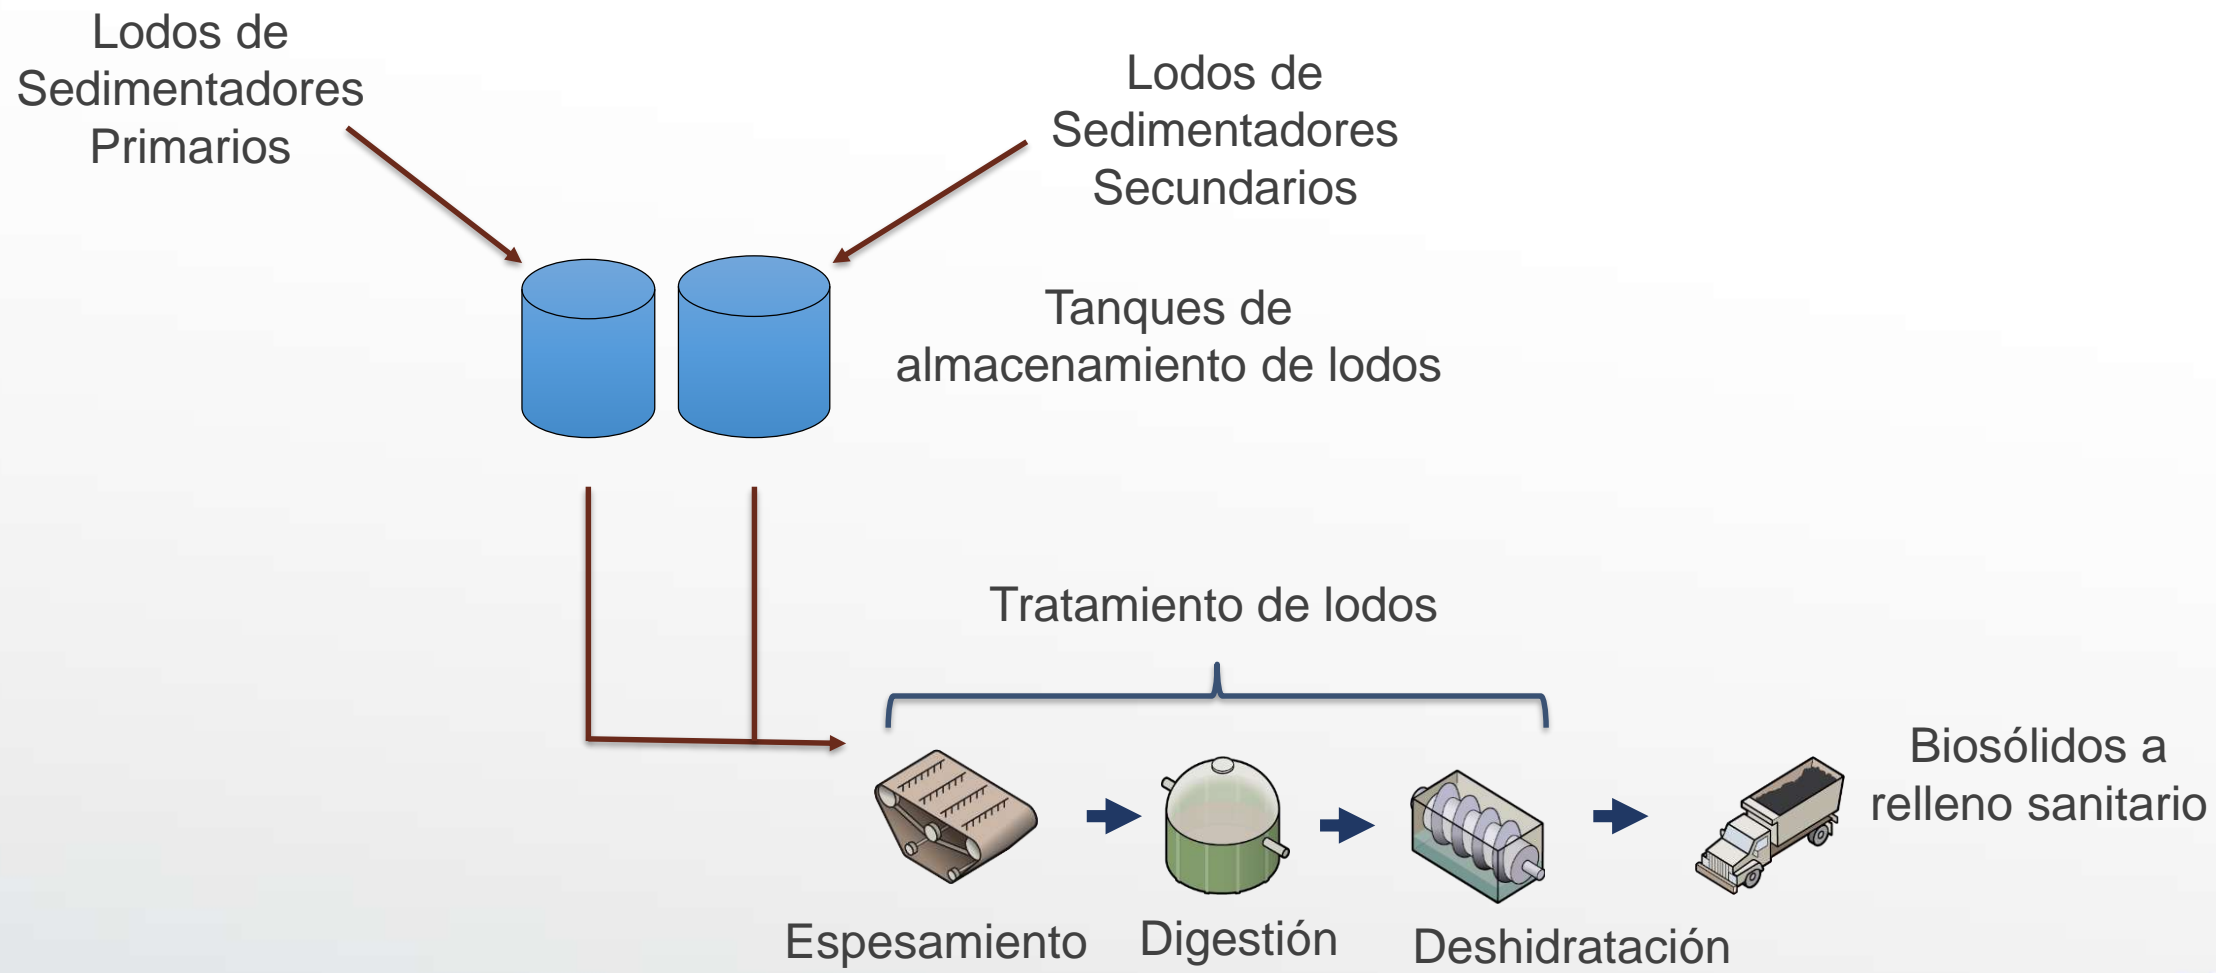 Lodos de
Sedimentadores
Primarios
Lodos de
Sedimentadores
Secundarios
Tanques de
almacenamiento de lodos
Tratamiento de lodos
Biosólidos a
relleno sanitario
Espesamiento
Digestión
Deshidratación